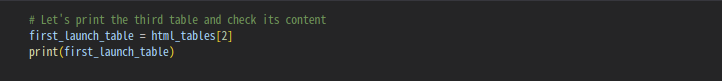 # Let's print the third table and check its content
first_launch_table = html_tables[2]
print(first_launch_table)